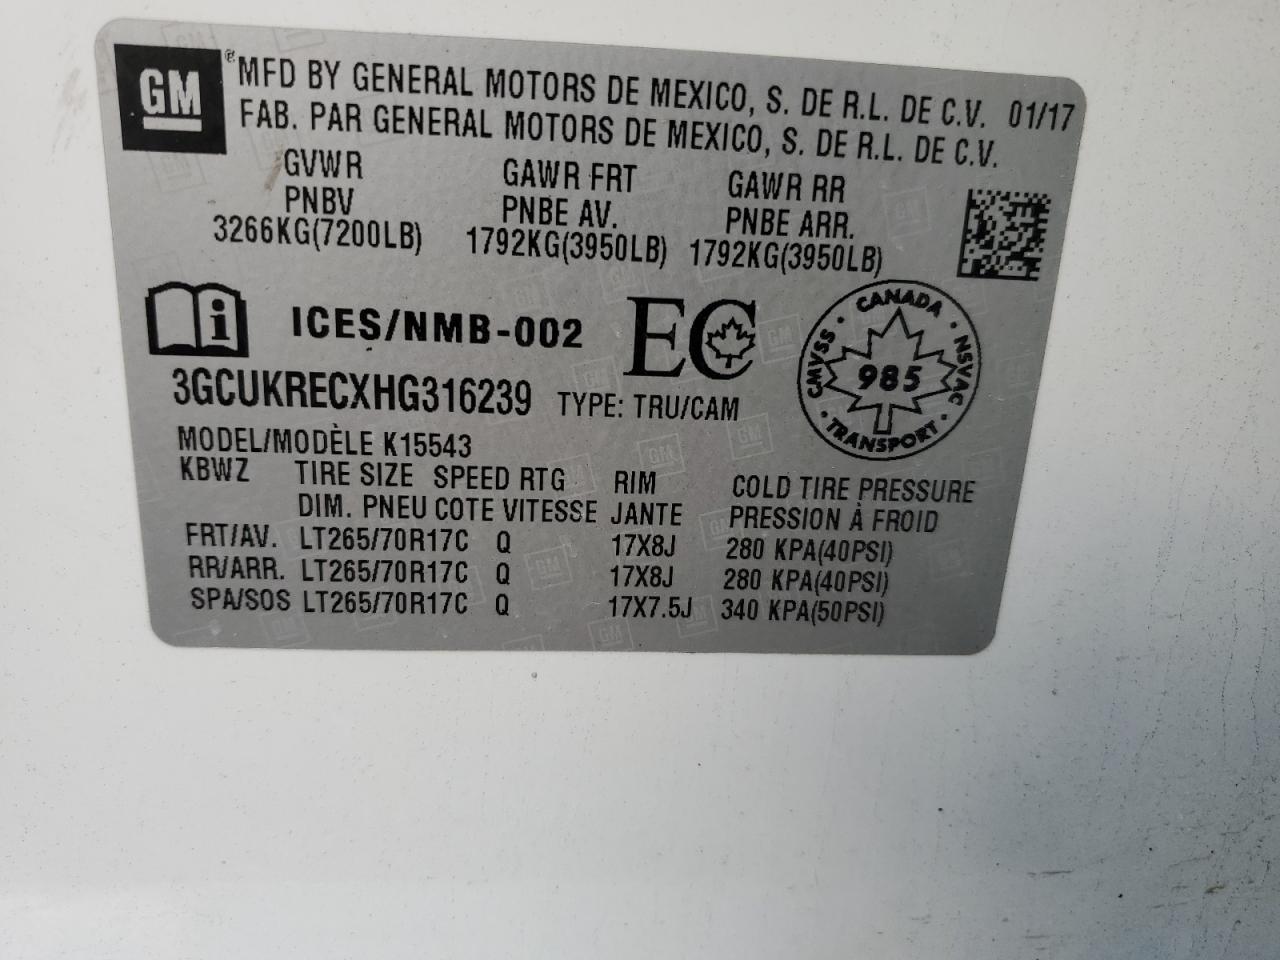 GM ® MFD BY GENERAL MOTORS DE MEXICO, S. DE R.L. DE C.V. 01/17
FAB. PAR GENERAL MOTORS DE MEXICO, S. DE R.L. DE C.V.
GVWR GAWR FRT GAWR RR
PNBV PNBE AV. PNBE ARR.
3266KG(7200LB) 1792KG(3950LB) 1792KG(3950LB)
i ICES/NMB-002 EC
CANADA · NSVAC · TRANSPORT · CMVSS ·
985
3GCUKRECXHG316239 TYPE: TRU/CAM
MODEL/MODÈLE K15543
KBWZ TIRE SIZE SPEED RTG RIM COLD TIRE PRESSURE
DIM. PNEU COTE VITESSE JANTE PRESSION À FROID
FRT/AV. LT265/70R17C Q 17X8J 280 KPA(40PSI)
RR/ARR. LT265/70R17C Q 17X8J 280 KPA(40PSI)
SPA/SOS LT265/70R17C Q 17X7.5J 340 KPA(50PSI)